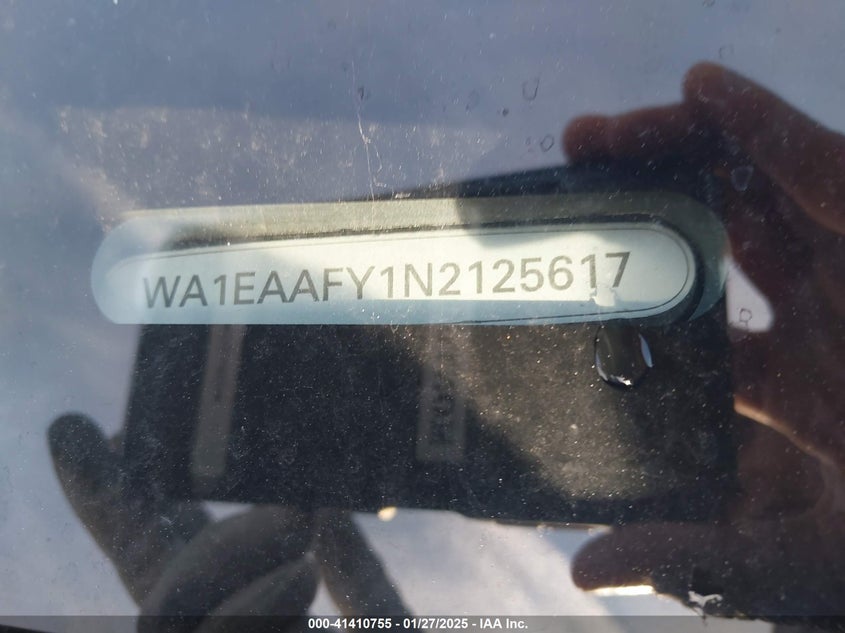 WA1EAAFY1N2125617
000-41410755 — 01/27/2025 — IAA Inc.